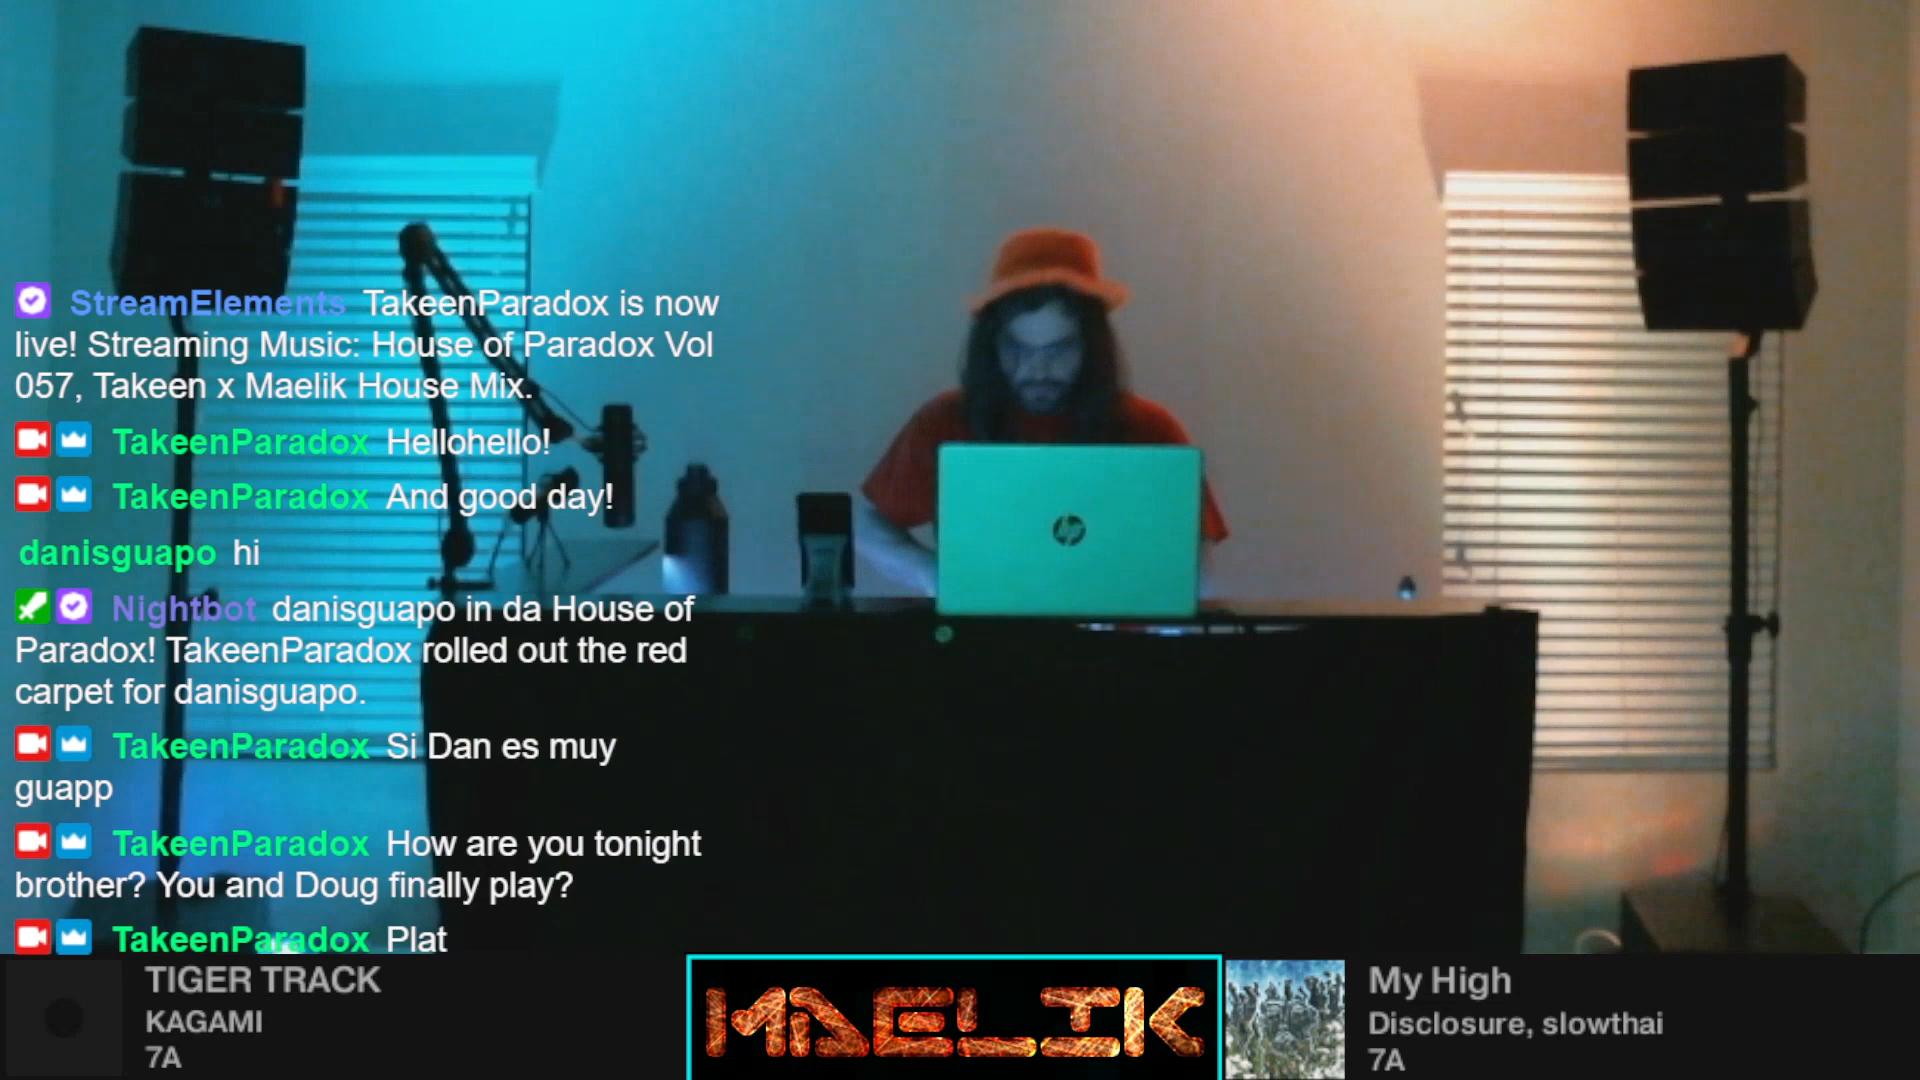 StreamElements TakeenParadox is now
live! Streaming Music: House of Paradox Vol
057, Takeen x Maelik House Mix.
TakeenParadox Hellohello!
TakeenParadox And good day!
danisguapo hi
Nightbot danisguapo in da House of
Paradox! TakeenParadox rolled out the red
carpet for danisguapo.
TakeenParadox Si Dan es muy
guapp
TakeenParadox How are you tonight
brother? You and Doug finally play?
TakeenParadox Plat
hp
TIGER TRACK
KAGAMI
7A
MAELIK
My High
Disclosure, slowthai
7A